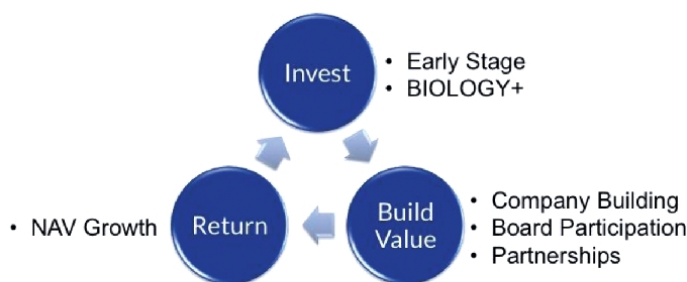 Invest
• Early Stage
• BIOLOGY+
Build
Value
• Company Building
• Board Participation
• Partnerships
Return
• NAV Growth